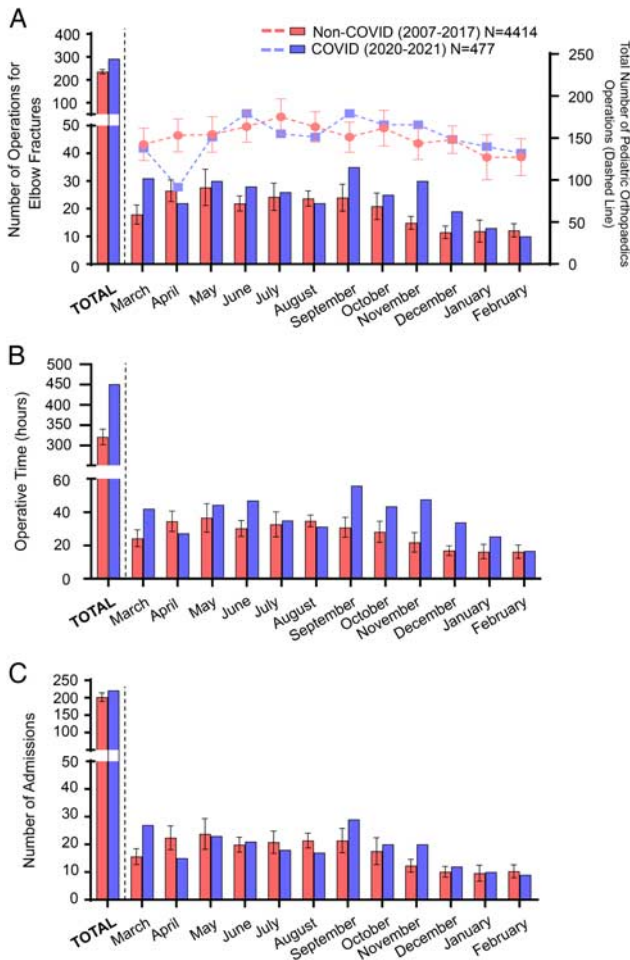 A
Non-COVID (2007-2017) N=4414
COVID (2020-2021) N=477
Number of Operations for
Elbow Fractures
400
300
200
100
50
40
30
20
10
0
250
200
150
100
50
0
Total Number of Pediatric Orthopaedics
Operations (Dashed Line)
TOTAL
March
April
May
June
July
August
September
October
November
December
January
February
B
Operative Time (hours)
500
450
400
350
300
60
40
20
0
TOTAL
March
April
May
June
July
August
September
October
November
December
January
February
C
Number of Admissions
250
200
150
100
50
40
30
20
10
0
TOTAL
March
April
May
June
July
August
September
October
November
December
January
February